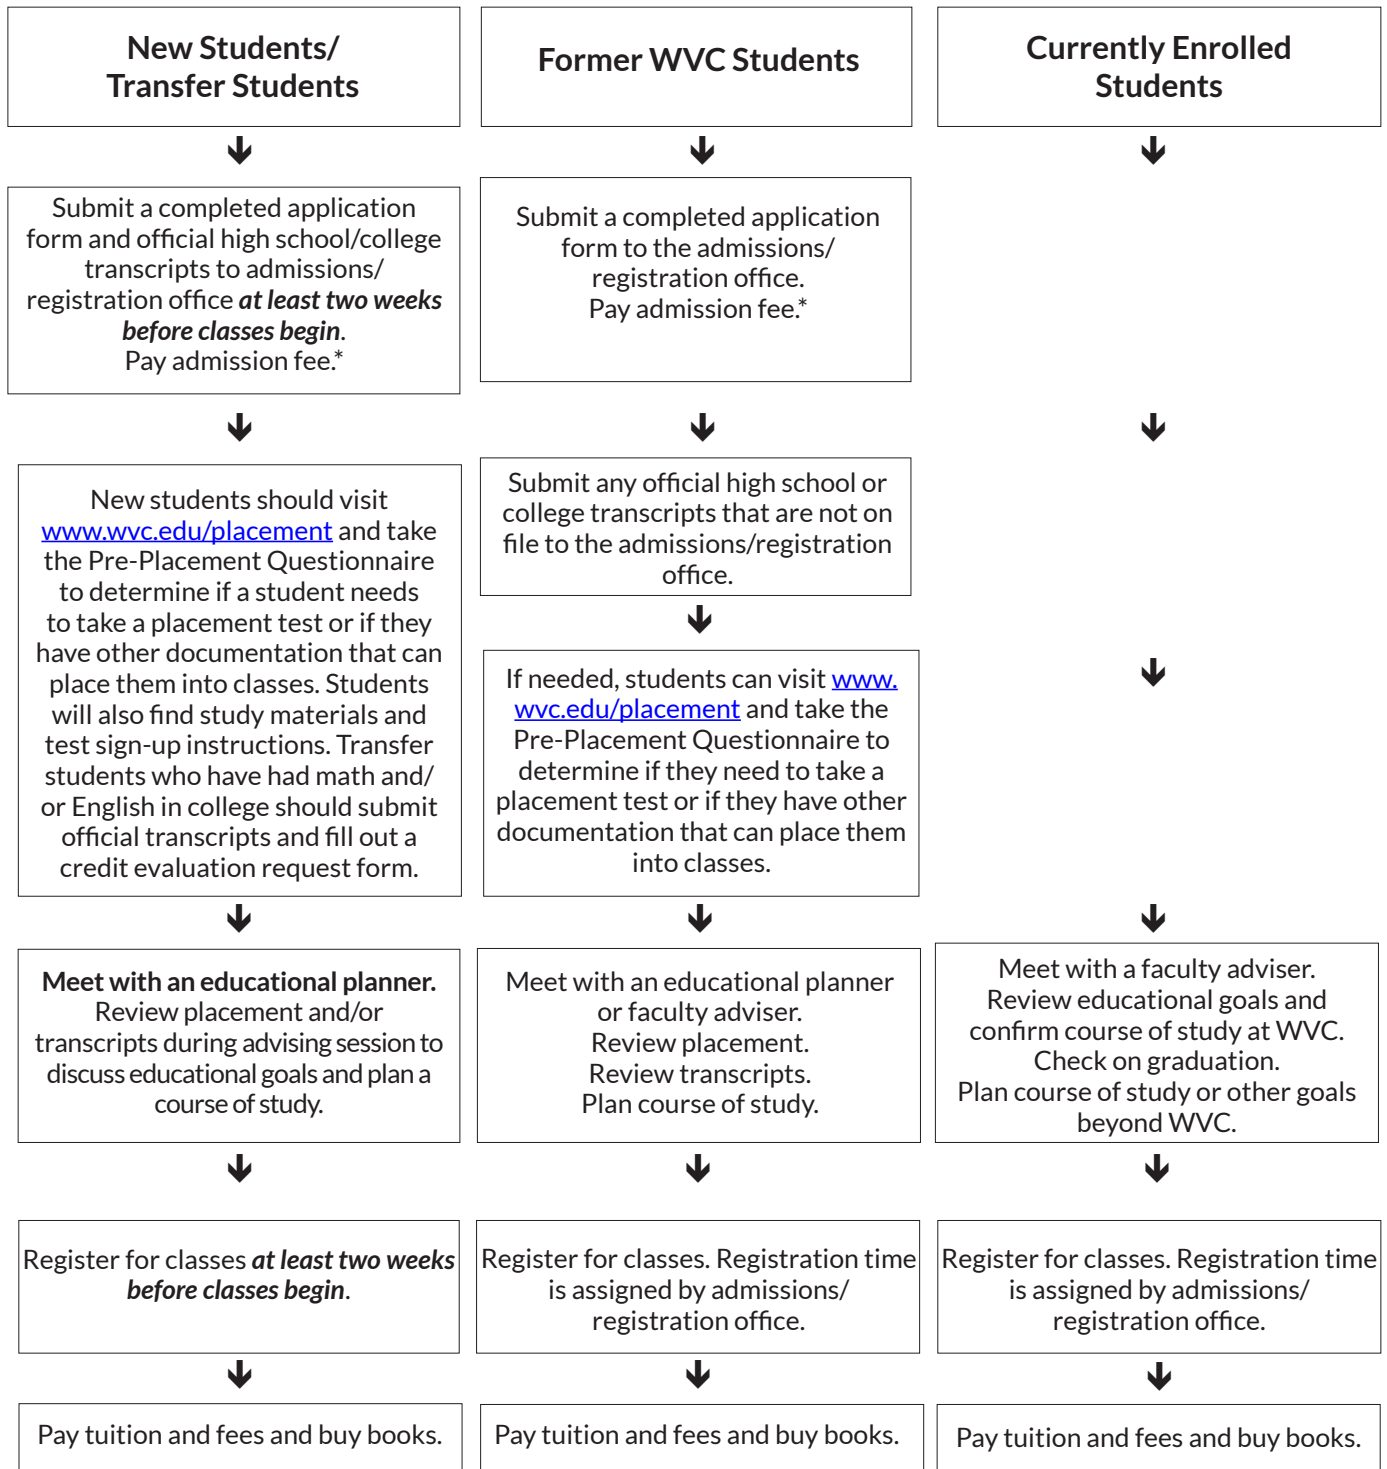 New Students/
Transfer Students
Submit a completed application
form and official high school/college
transcripts to admissions/
registration office at least two weeks
before classes begin.
Pay admission fee.*
New students should visit
www.wvc.edu/placement and take
the Pre-Placement Questionnaire
to determine if a student needs
to take a placement test or if they
have other documentation that can
place them into classes. Students
will also find study materials and
test sign-up instructions. Transfer
students who have had math and/
or English in college should submit
official transcripts and fill out a
credit evaluation request form.
Meet with an educational planner.
Review placement and/or
transcripts during advising session to
discuss educational goals and plan a
course of study.
Register for classes at least two weeks
before classes begin.
Pay tuition and fees and buy books.
Former WVC Students
Submit a completed application
form to the admissions/
registration office.
Pay admission fee.*
Submit any official high school or
college transcripts that are not on
file to the admissions/registration
office.
If needed, students can visit www.
wvc.edu/placement and take the
Pre-Placement Questionnaire to
determine if they need to take a
placement test or if they have other
documentation that can place them
into classes.
Meet with an educational planner
or faculty adviser.
Review placement.
Review transcripts.
Plan course of study.
Register for classes. Registration time
is assigned by admissions/
registration office.
Pay tuition and fees and buy books.
Currently Enrolled
Students
Meet with a faculty adviser.
Review educational goals and
confirm course of study at WVC.
Check on graduation.
Plan course of study or other goals
beyond WVC.
Register for classes. Registration time
is assigned by admissions/
registration office.
Pay tuition and fees and buy books.